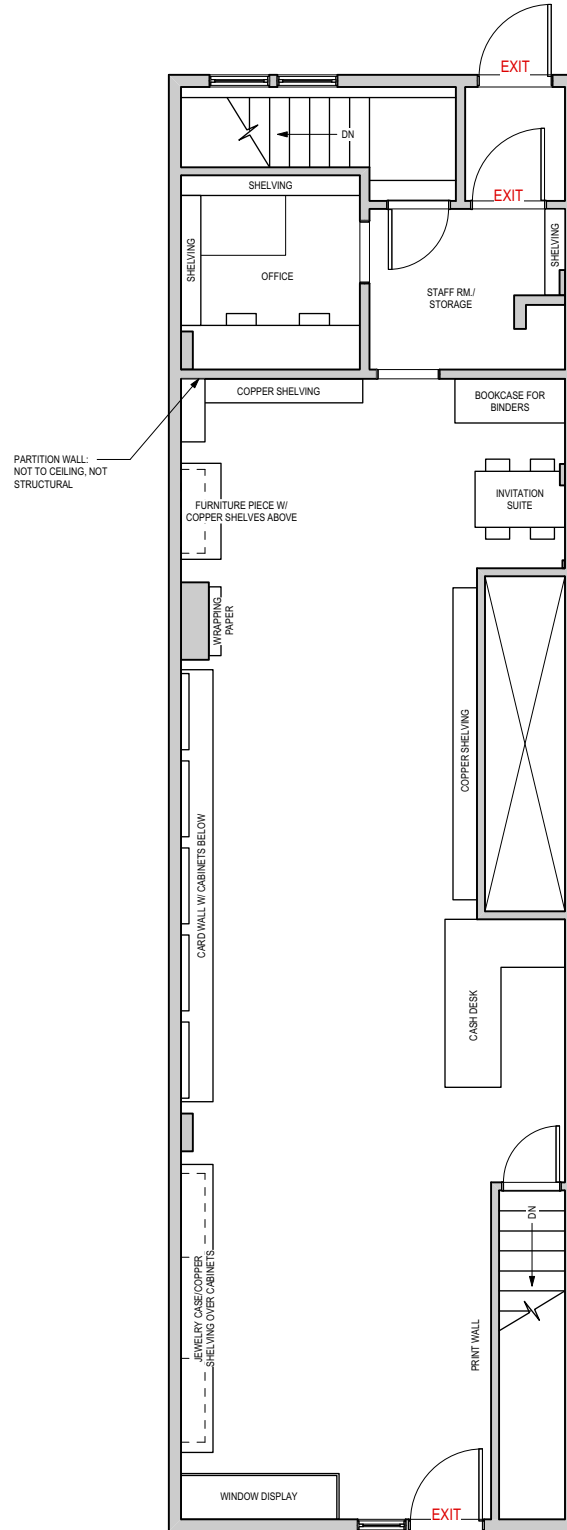 EXIT
DN
EXIT
SHELVING
SHELVING
OFFICE
SHELVING
STAFF RM./
STORAGE
COPPER SHELVING
BOOKCASE FOR
BINDERS
PARTITION WALL:
NOT TO CEILING, NOT
STRUCTURAL
FURNITURE PIECE W/
COPPER SHELVES ABOVE
INVITATION
SUITE
WRAPPING
PAPER
COPPER SHELVING
CARD WALL W/ CABINETS BELOW
CASH DESK
DN
JEWELRY CASE/COPPER
SHELVING OVER CABINETS
PRINT WALL
WINDOW DISPLAY
EXIT